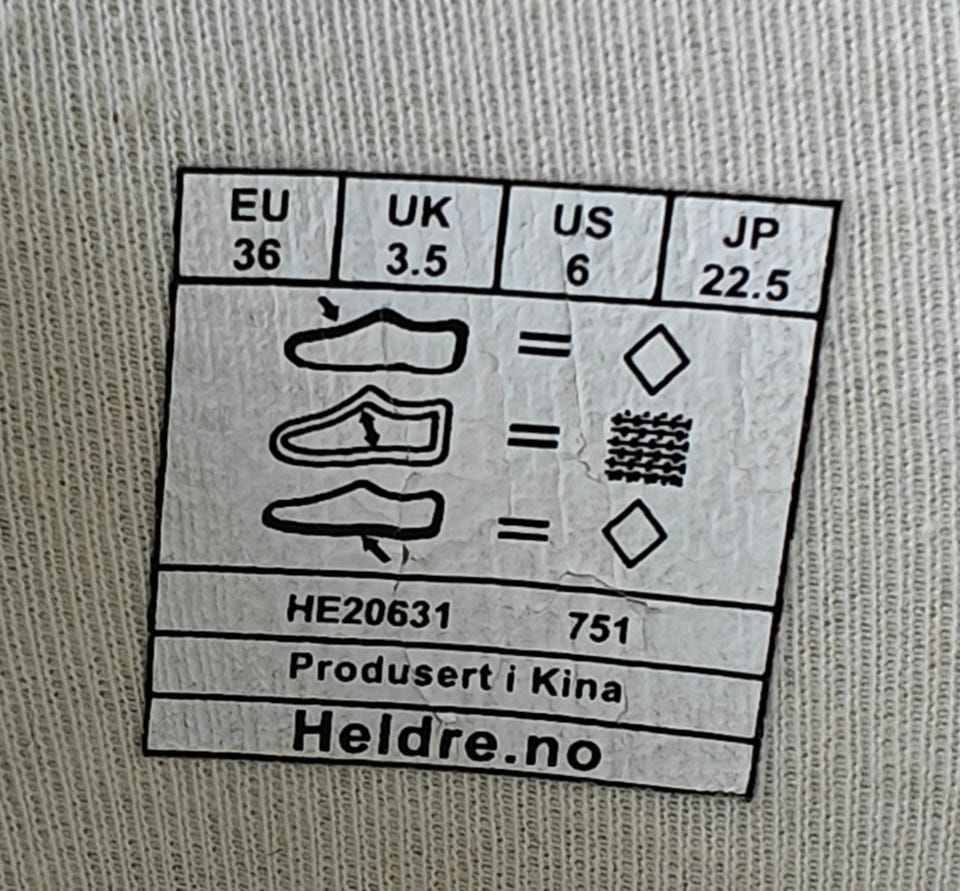 EU UK US JP
36 3.5 6 22.5
HE20631 751
Produsert i Kina
Heldre.no